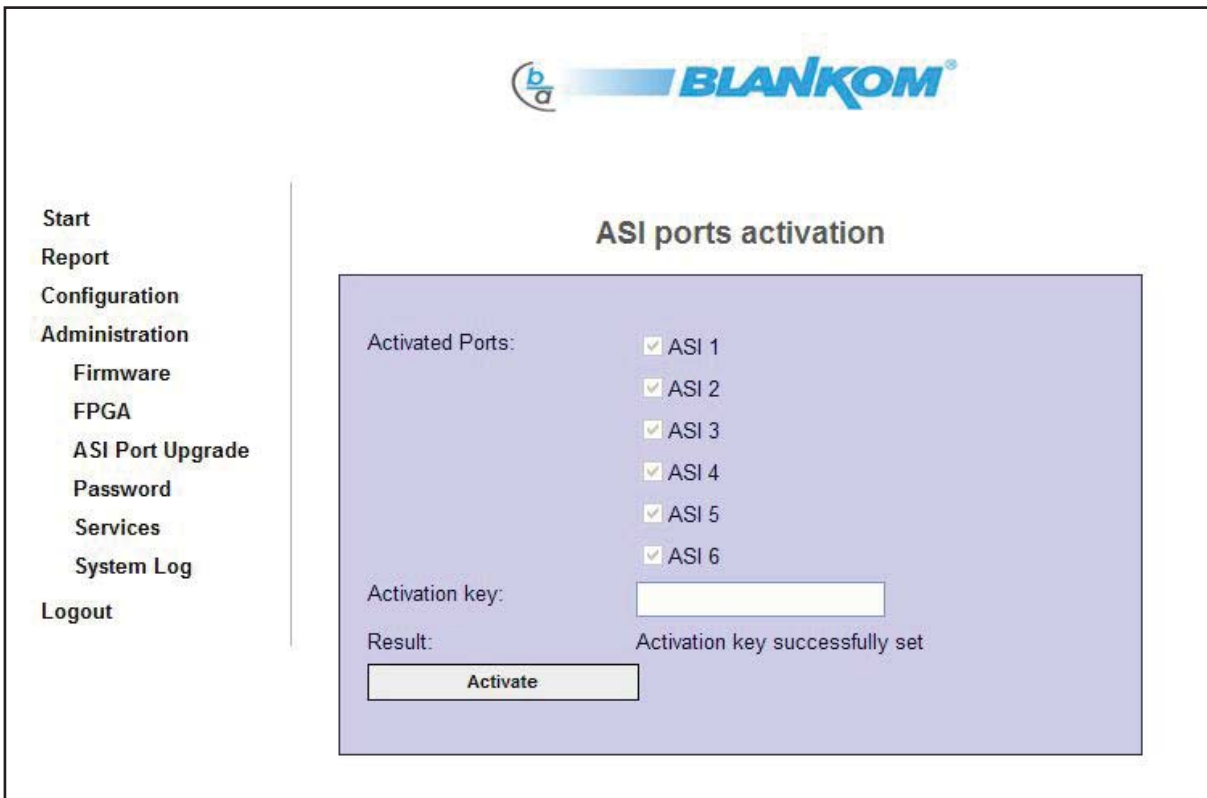 b
a
BLANKOM®
Start
Report
Configuration
Administration
Firmware
FPGA
ASI Port Upgrade
Password
Services
System Log
Logout
ASI ports activation
Activated Ports:
ASI 1
ASI 2
ASI 3
ASI 4
ASI 5
ASI 6
Activation key:
Result: Activation key successfully set
Activate